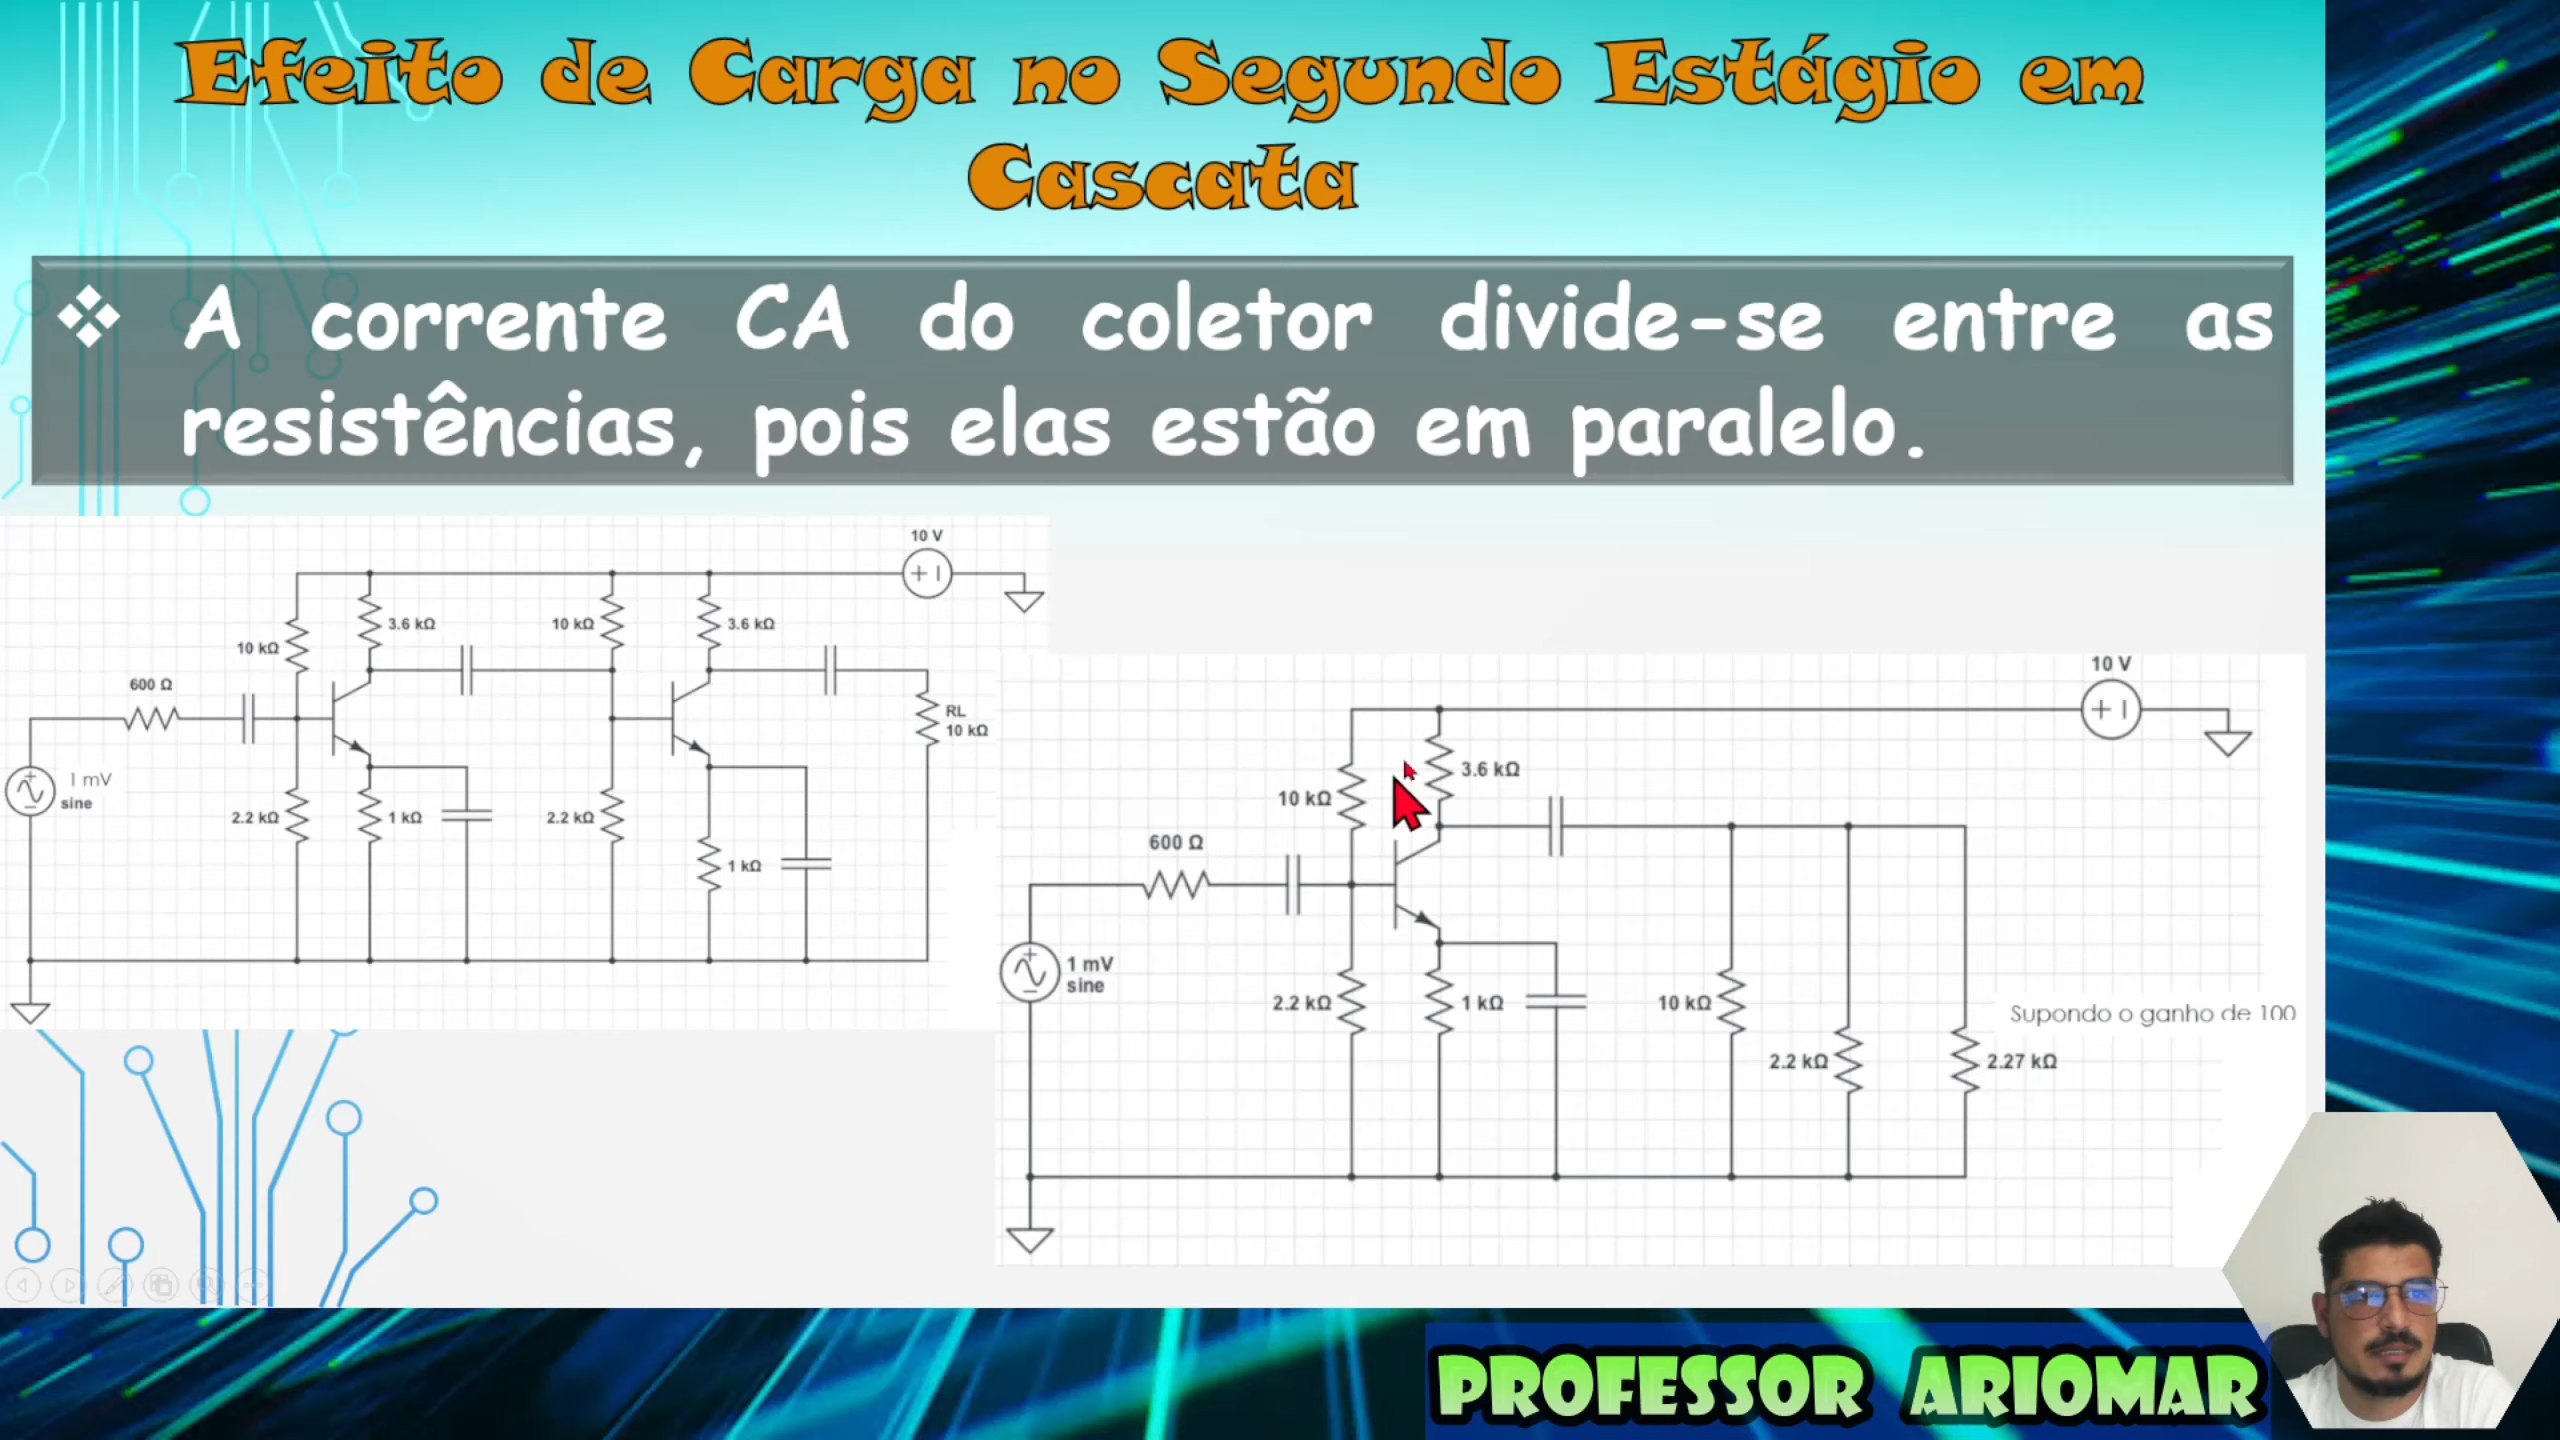 Efeito de Carga no Segundo Estágio em
Cascata
A corrente CA do coletor divide-se entre as
resistências, pois elas estão em paralelo.
10 V
3.6 kΩ
10 kΩ
3.6 kΩ
10 kΩ
600 Ω
RL
10 kΩ
1 mV
sine
2.2 kΩ
1 kΩ
2.2 kΩ
1 kΩ
10 V
3.6 kΩ
10 kΩ
600 Ω
1 mV
sine
2.2 kΩ
1 kΩ
10 kΩ
Supondo o ganho de 100
2.2 kΩ
2.27 kΩ
PROFESSOR ARIOMAR